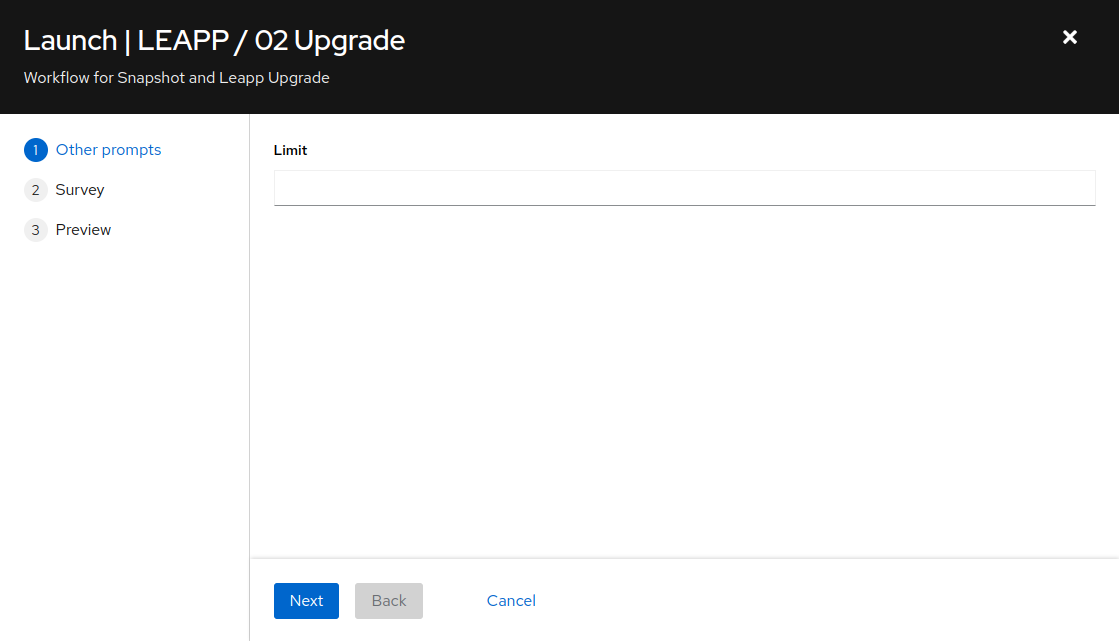 Launch | LEAPP / 02 Upgrade
Workflow for Snapshot and Leapp Upgrade
1 Other prompts
2 Survey
3 Preview
Limit
Next Back Cancel